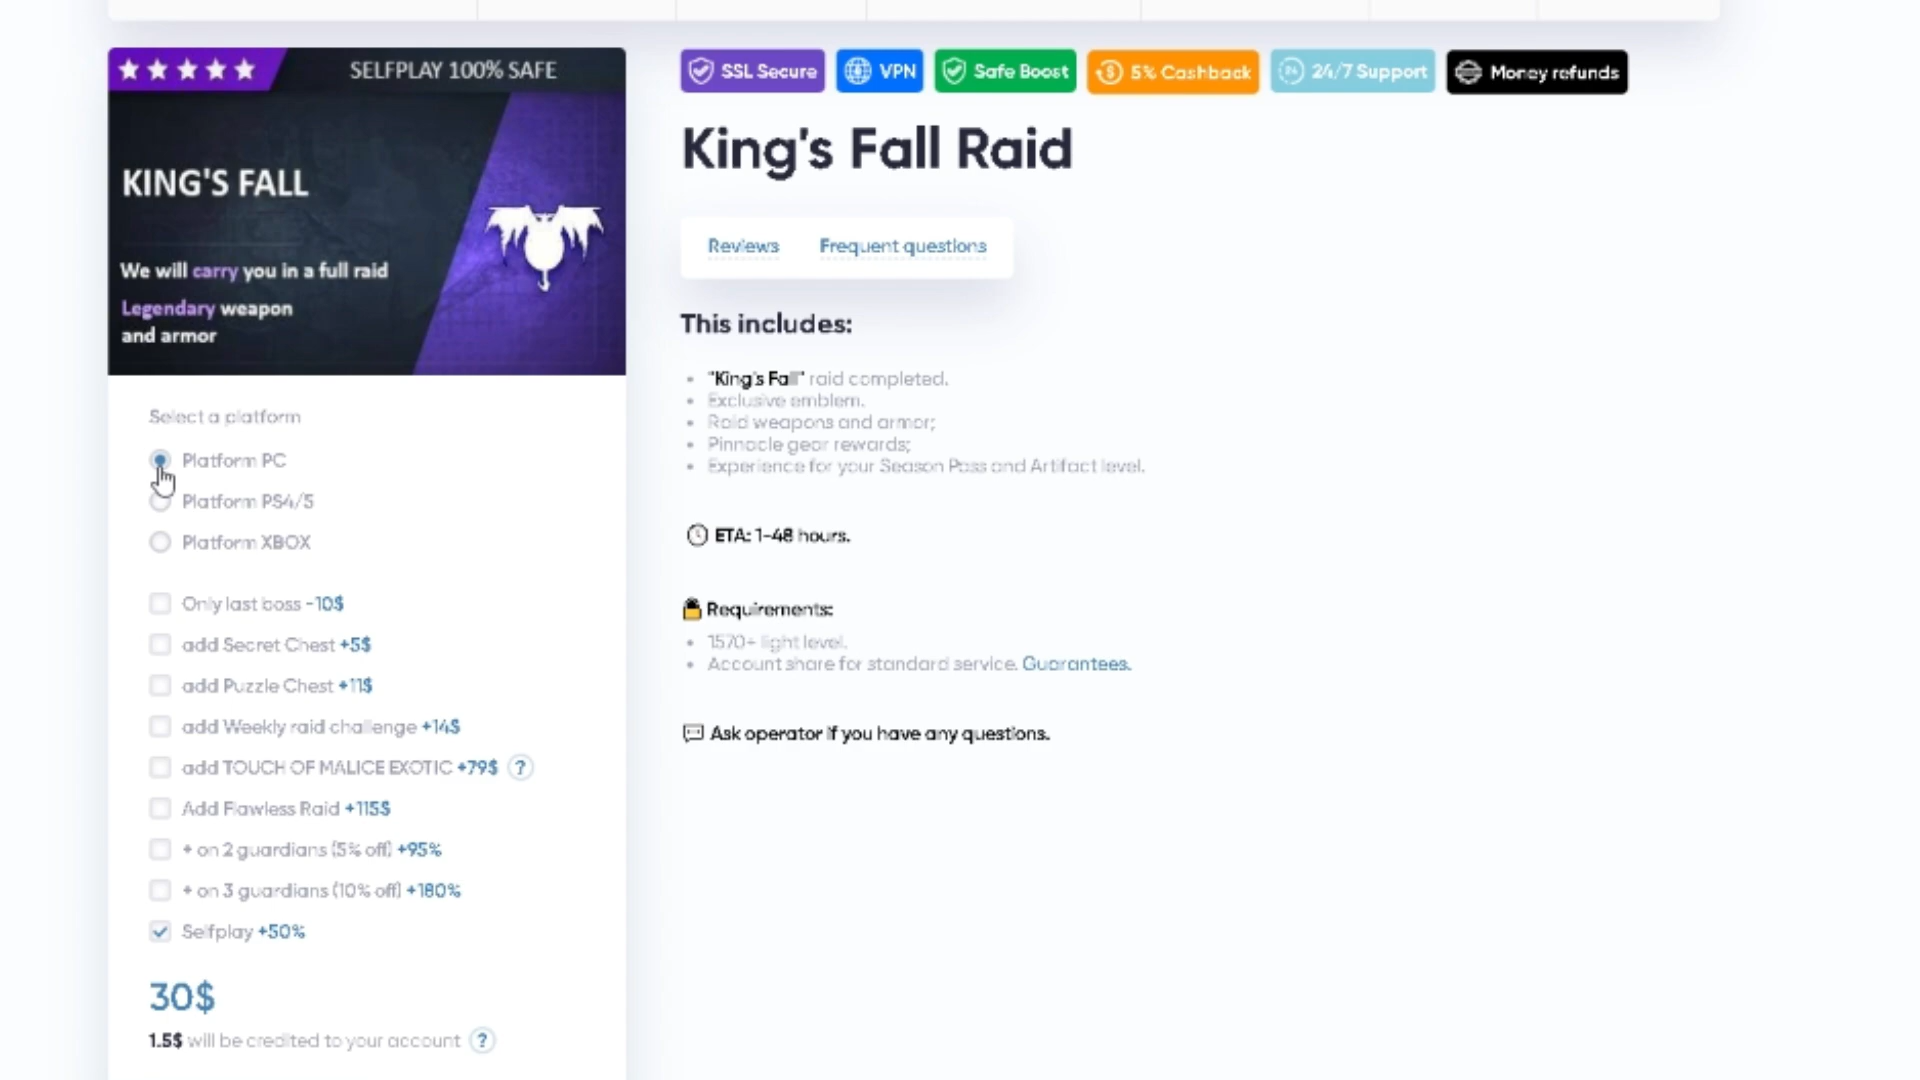 SELFPLAY 100% SAFE
KING'S FALL
We will carry you in a full raid
Legendary weapon
and armor
Select a platform
Platform PC
Platform PS4/5
Platform XBOX
Only last boss -10$
add Secret Chest +5$
add Puzzle Chest +11$
add Weekly raid challenge +14$
add TOUCH OF MALICE EXOTIC +79$ ?
Add Flawless Raid +115$
+ on 2 guardians (5% off) +95%
+ on 3 guardians (10% off) +180%
Selfplay +50%
30$
1.5$ will be credited to your account ?
SSL Secure
VPN
Safe Boost
5% Cashback
24/7 Support
Money refunds
King's Fall Raid
Reviews
Frequent questions
This includes:
• "King's Fall" raid completed.
• Exclusive emblem.
• Raid weapons and armor;
• Pinnacle gear rewards;
• Experience for your Season Pass and Artifact level.
ETA: 1-48 hours.
Requirements:
• 1570+ light level.
• Account share for standard service. Guarantees.
Ask operator if you have any questions.